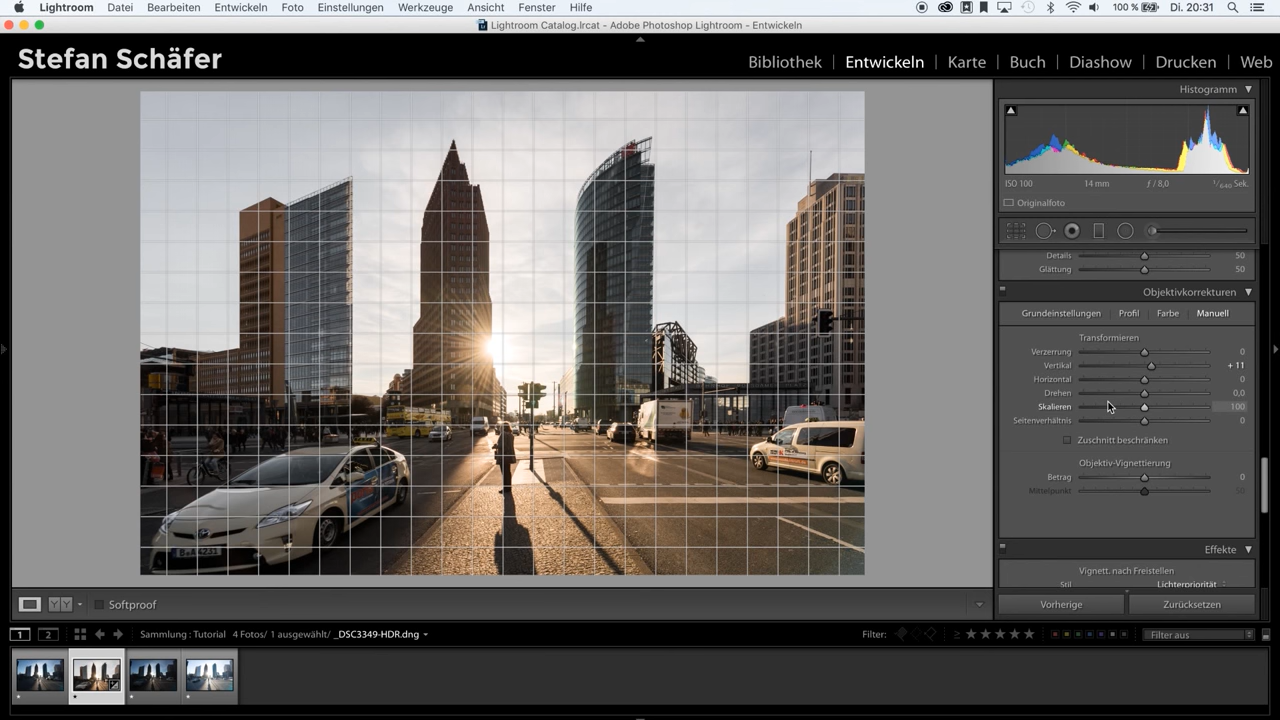 Lightroom Datei Bearbeiten Entwickeln Foto Einstellungen Werkzeuge Ansicht Fenster Hilfe 100 % Di. 20:31
Lightroom Catalog.lrcat - Adobe Photoshop Lightroom - Entwickeln
Stefan Schäfer
Bibliothek | Entwickeln | Karte | Buch | Diashow | Drucken | Web
Histogramm
ISO 100 14 mm ƒ / 8,0 1/640 Sek.
Originalfoto
Details 50
Glättung 50
Objektivkorrekturen
Grundeinstellungen Profil Farbe Manuell
Transformieren
Verzerrung 0
Vertikal + 11
Horizontal 0
Drehen 0,0
Skalieren 100
Seitenverhältnis 0
Zuschnitt beschränken
Objektiv-Vignettierung
Betrag 0
Mittelpunkt 50
Effekte
Vignett. nach Freistellen
Stil Lichterpriorität
YY Softproof
Vorherige Zurücksetzen
1 2 Sammlung : Tutorial 4 Fotos/ 1 ausgewählt/ _DSC3349-HDR.dng
Filter: ≥ ★★★★★ Filter aus